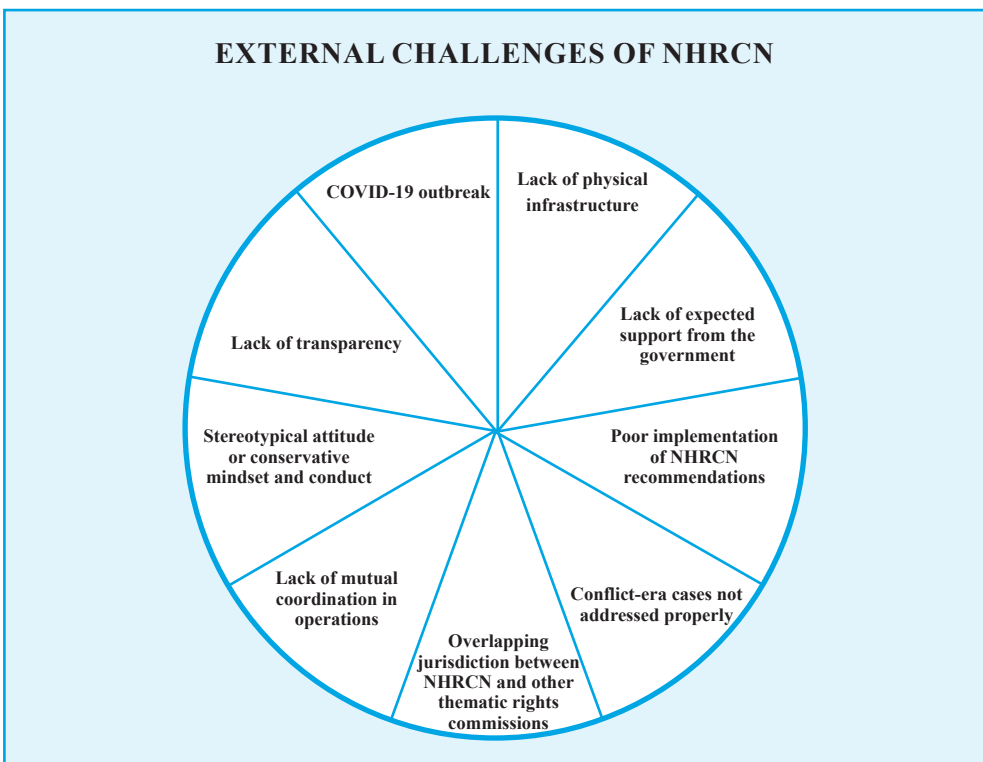 EXTERNAL CHALLENGES OF NHRCN
COVID-19 outbreak
Lack of physical
infrastructure
Lack of expected
support from the
government
Poor implementation
of NHRCN
recommendations
Conflict-era cases not
addressed properly
Overlapping
jurisdiction between
NHRCN and other
thematic rights
commissions
Lack of mutual
coordination in
operations
Stereotypical attitude
or conservative
mindset and conduct
Lack of transparency